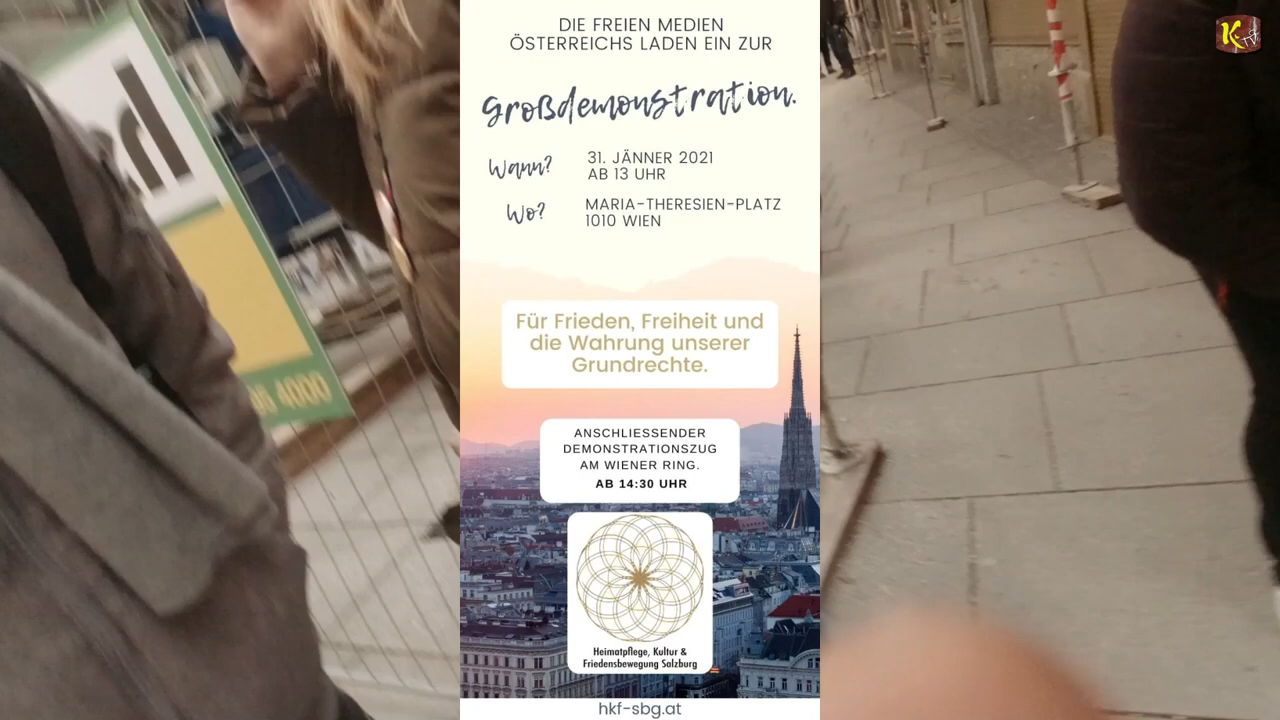 d
00 4000
DIE FREIEN MEDIEN
ÖSTERREICHS LADEN EIN ZUR
Großdemonstration.
Wann?
31. JÄNNER 2021
AB 13 UHR
Wo?
MARIA-THERESIEN-PLATZ
1010 WIEN
Für Frieden, Freiheit und
die Wahrung unserer
Grundrechte.
ANSCHLIESSENDER
DEMONSTRATIONSZUG
AM WIENER RING.
AB 14:30 UHR
Heimatpflege, Kultur &
Friedensbewegung Salzburg
hkf-sbg.at